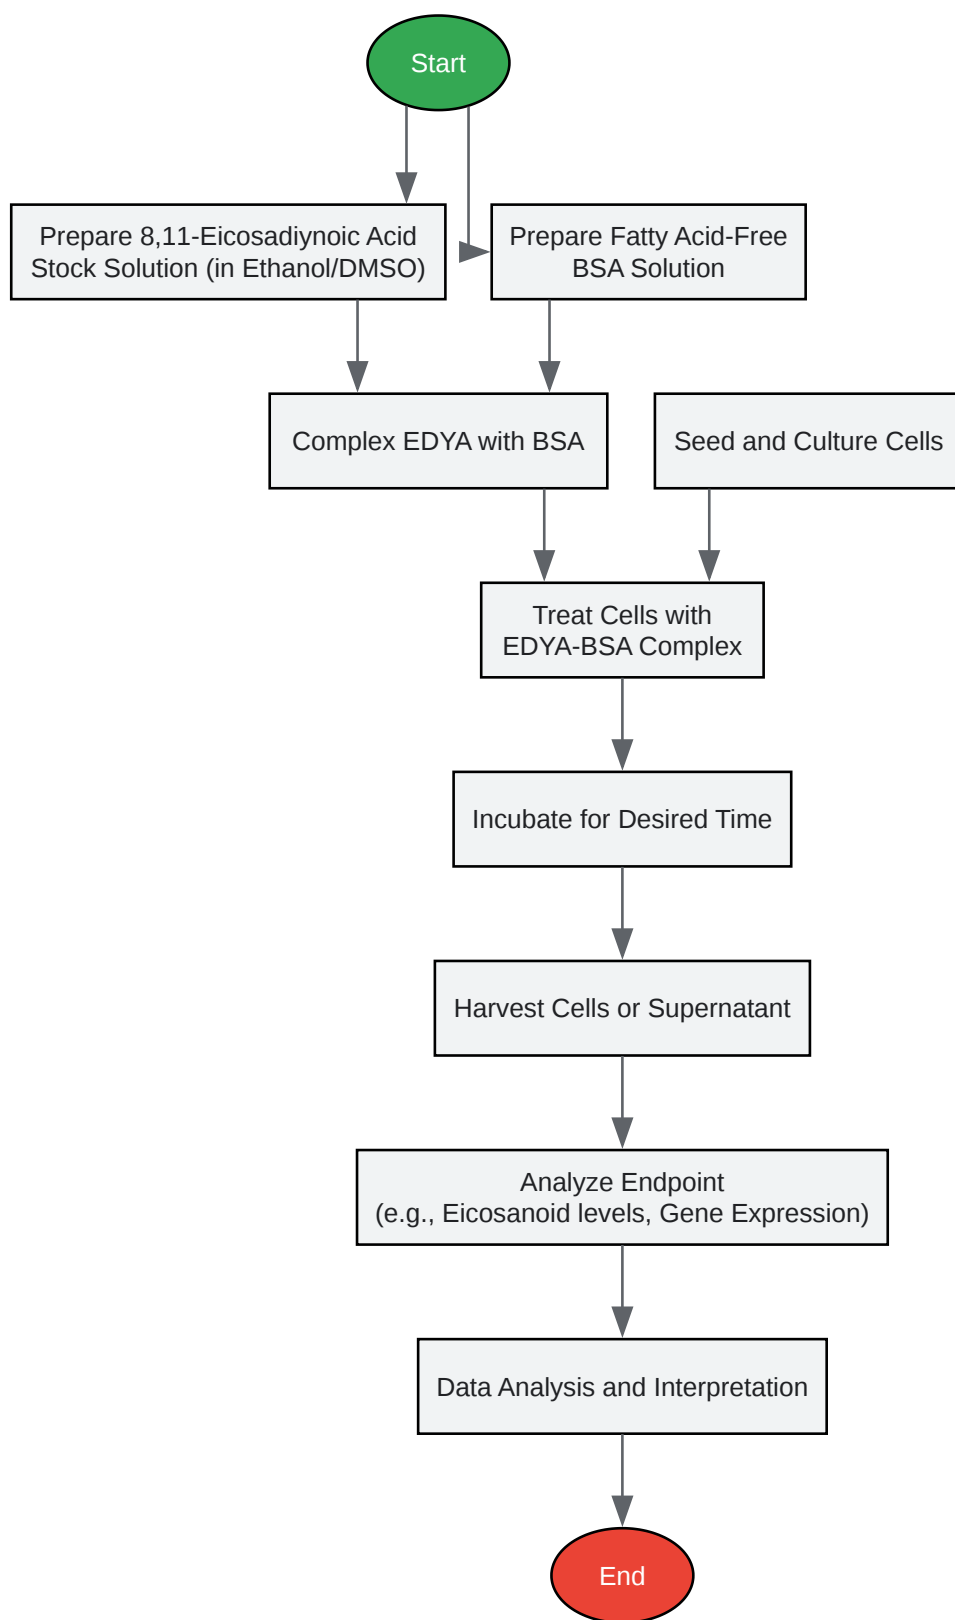 Start
Prepare 8,11-Eicosadiynoic Acid
Stock Solution (in Ethanol/DMSO)
Prepare Fatty Acid-Free
BSA Solution
Complex EDYA with BSA
Seed and Culture Cells
Treat Cells with
EDYA-BSA Complex
Incubate for Desired Time
Harvest Cells or Supernatant
Analyze Endpoint
(e.g., Eicosanoid levels, Gene Expression)
Data Analysis and Interpretation
End